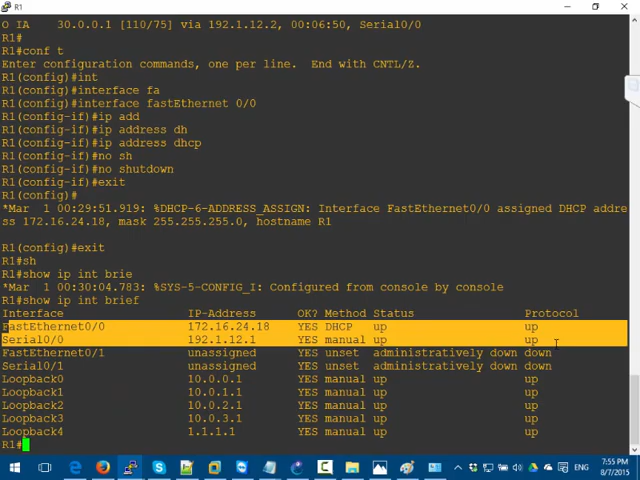 R1
O IA    30.0.0.1 [110/75] via 192.1.12.2, 00:06:50, Serial0/0
R1#
R1#conf t
Enter configuration commands, one per line.  End with CNTL/Z.
R1(config)#int
R1(config)#interface fa
R1(config)#interface fastEthernet 0/0
R1(config-if)#ip add
R1(config-if)#ip address dh
R1(config-if)#ip address dhcp
R1(config-if)#no sh
R1(config-if)#no shutdown
R1(config-if)#exit
R1(config)#
*Mar  1 00:29:51.919: %DHCP-6-ADDRESS_ASSIGN: Interface FastEthernet0/0 assigned DHCP addre
ss 172.16.24.18, mask 255.255.255.0, hostname R1
R1(config)#exit
R1#sh
R1#show ip int brie
*Mar  1 00:30:04.783: %SYS-5-CONFIG_I: Configured from console by console
R1#show ip int brief
Interface                  IP-Address      OK? Method Status                Protocol
FastEthernet0/0            172.16.24.18    YES DHCP   up                    up
Serial0/0                  192.1.12.1      YES manual up                    up
FastEthernet0/1            unassigned      YES unset  administratively down down
Serial0/1                  unassigned      YES unset  administratively down down
Loopback0                  10.0.0.1        YES manual up                    up
Loopback1                  10.0.1.1        YES manual up                    up
Loopback2                  10.0.2.1        YES manual up                    up
Loopback3                  10.0.3.1        YES manual up                    up
Loopback4                  1.1.1.1         YES manual up                    up
R1#
ENG
7:55 PM
8/7/2015